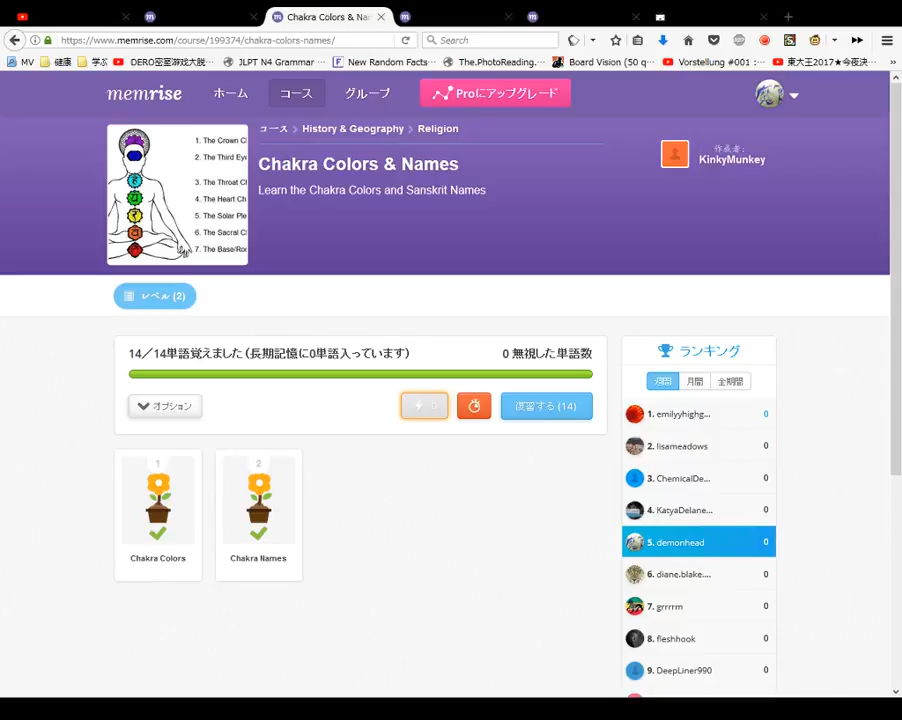 Chakra Colors & Na
https://www.memrise.com/course/199374/chakra-colors-names/
Search
MV
健康
学ぶ
DERO密室游戏大脱...
JLPT N4 Grammar ...
New Random Facts...
The.PhotoReading...
Board Vision (50 q...
Vorstellung #001 :...
東大王2017★今夜決...
memrise
ホーム
コース
グループ
Proにアップグレード
1. The Crown C
2. The Third Eye
3. The Throat C
4. The Heart Ch
5. The Solar Ple
6. The Sacral C
7. The Base/Ro
コース > History & Geography > Religion
Chakra Colors & Names
Learn the Chakra Colors and Sanskrit Names
作成者:
KinkyMunkey
レベル (2)
14／14単語覚えました（長期記憶に0単語入っています）
0 無視した単語数
オプション
0
復習する (14)
1
Chakra Colors
2
Chakra Names
ランキング
週間
月間
全期間
1. emilyyhighg... 0
2. lisameadows 0
3. ChemicalDe... 0
4. KatyaDelane... 0
5. demonhead 0
6. diane.blake.... 0
7. grrrrm 0
8. fleshhook 0
9. DeepLiner990 0